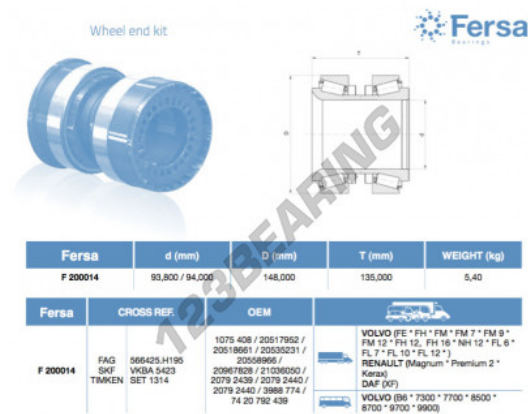 Wheel end kit
Fersa
Bearings
T
D
d
123BEARING
Fersa d (mm) D (mm) T (mm) WEIGHT (kg)
F 200014 93,800 / 94,000 148,000 135,000 5,40
Fersa CROSS REF. OEM
F 200014
FAG 566425.H195
SKF VKBA 5423
TIMKEN SET 1314
1075 408 / 20517952 /
20518661 / 20535231 /
20558966 /
20967828 / 21036050 /
2079 2439 / 2079 2440 /
2079 2440 / 3988 774 /
74 20 792 439
VOLVO (FE * FH * FM * FM 7 * FM 9 *
FM 12 * FH 12, FH 16 * NH 12 * FL 6 *
FL 7 * FL 10 * FL 12 * )
RENAULT (Magnum * Premium 2 *
Kerax)
DAF (XF)
VOLVO (B6 * 7300 * 7700 * 8500 *
8700 * 9700 * 9900)